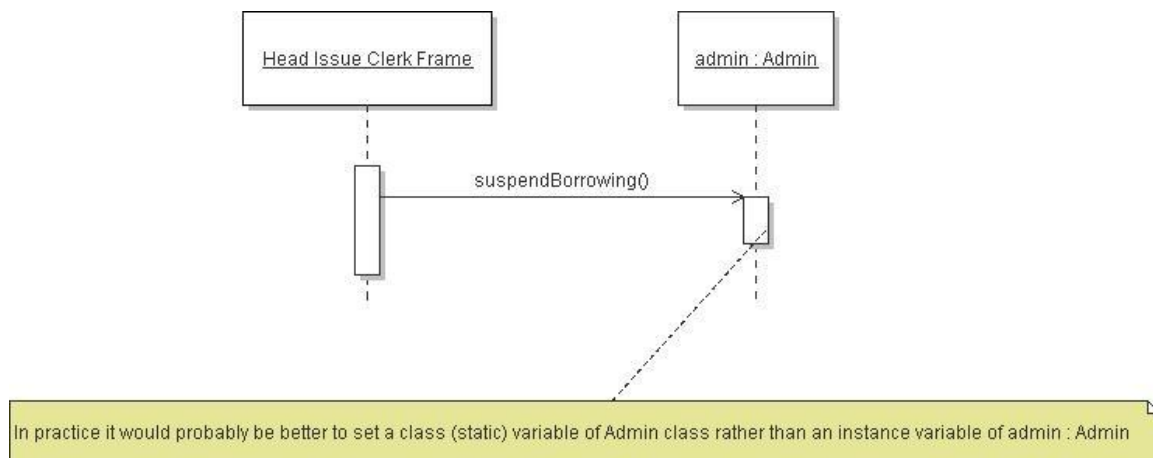 Head Issue Clerk Frame
admin : Admin
suspendBorrowing()
In practice it would probably be better to set a class (static) variable of Admin class rather than an instance variable of admin : Admin